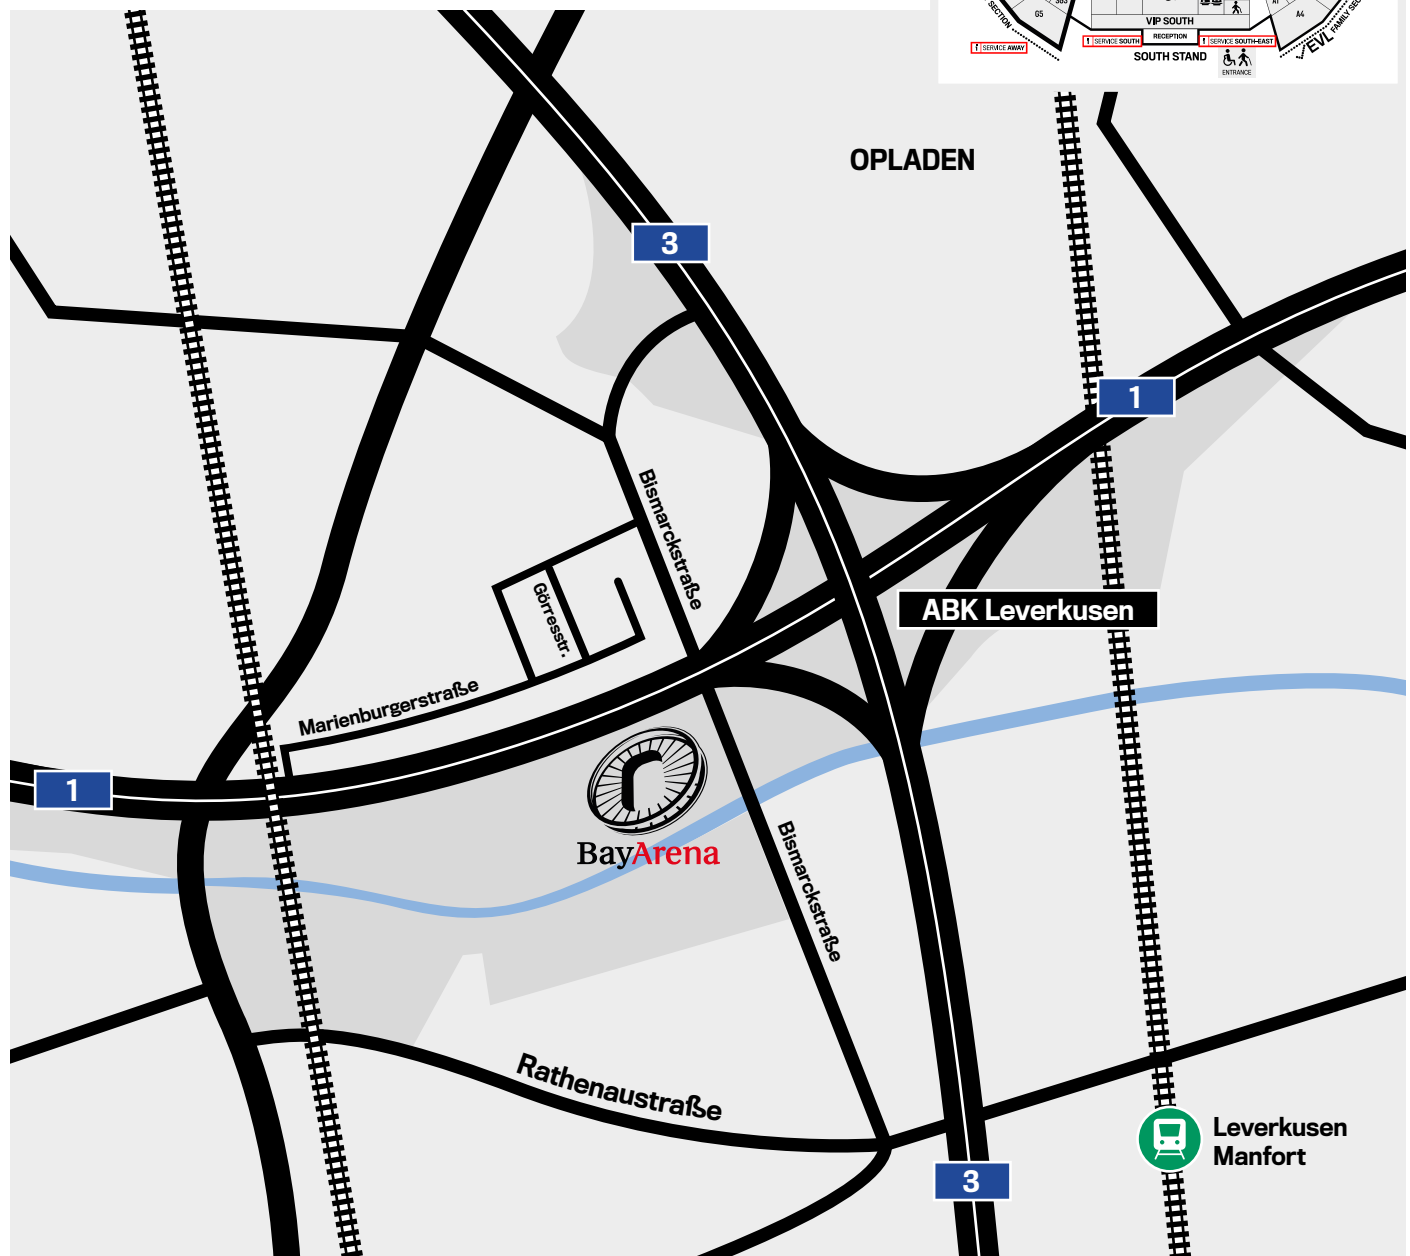 SECTION
G5
VIP SOUTH
A4
FAMILY SEC
EVL
SERVICE AWAY
SERVICE SOUTH
RECEPTION
SERVICE SOUTH-EAST
SOUTH STAND
ENTRANCE
OPLADEN
3
1
Bismarckstraße
Görresstr.
ABK Leverkusen
Marienburgerstraße
1
BayArena
Bismarckstraße
Rathenaustraße
Leverkusen
Manfort
3